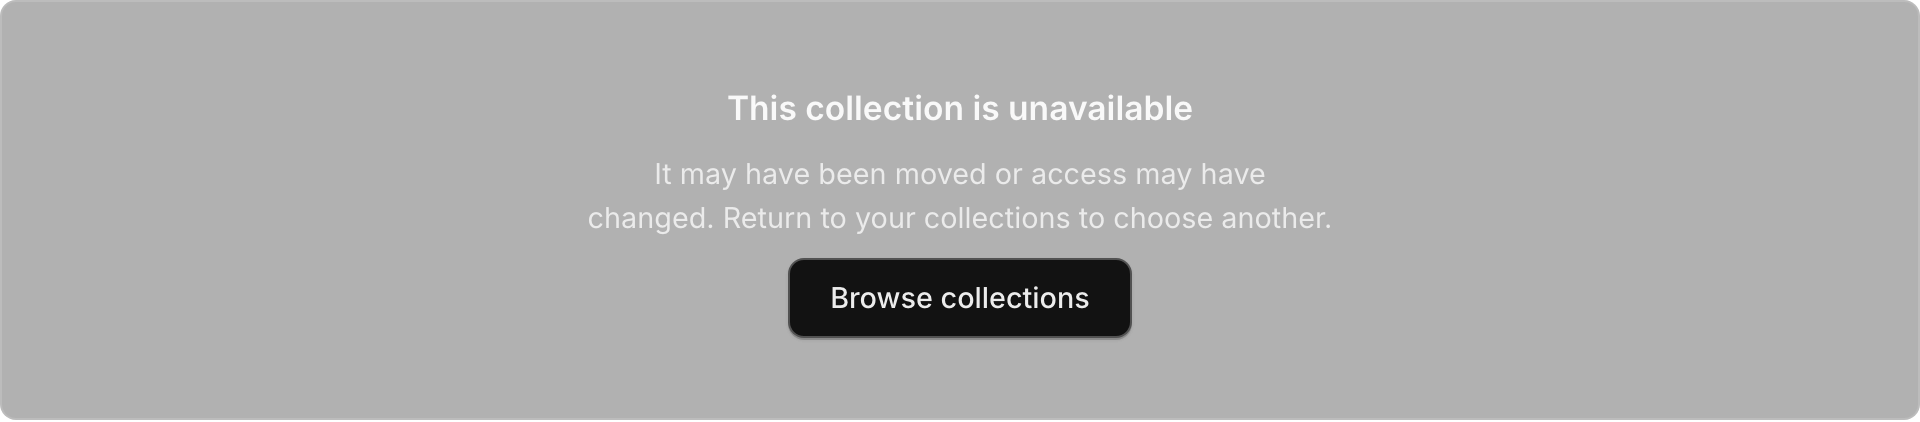 This collection is unavailable
It may have been moved or access may have
changed. Return to your collections to choose another.
Browse collections